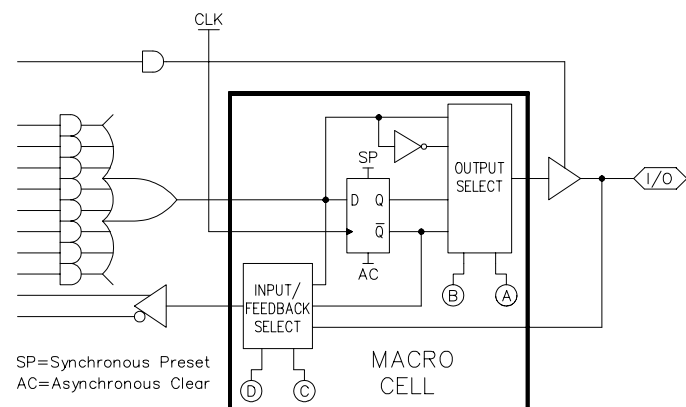 CLK
SP
OUTPUT
SELECT
I/O
D Q
Q̅
AC
INPUT/
FEEDBACK
SELECT
B A
D C
MACRO
CELL
SP=Synchronous Preset
AC=Asynchronous Clear